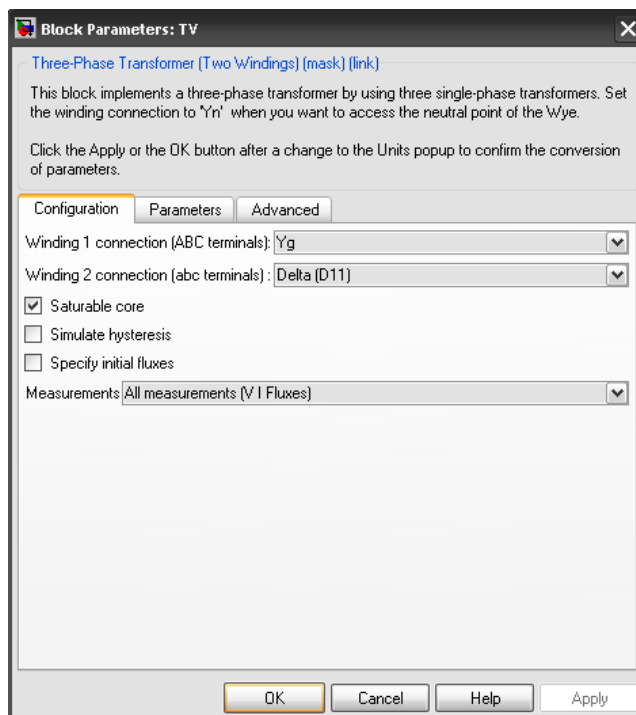 Block Parameters: TV
Three-Phase Transformer (Two Windings) (mask) (link)
This block implements a three-phase transformer by using three single-phase transformers. Set
the winding connection to 'Yn' when you want to access the neutral point of the Wye.
Click the Apply or the OK button after a change to the Units popup to confirm the conversion
of parameters.
Configuration Parameters Advanced
Winding 1 connection (ABC terminals): Yg
Winding 2 connection (abc terminals) : Delta (D11)
Saturable core
Simulate hysteresis
Specify initial fluxes
Measurements All measurements (V I Fluxes)
OK Cancel Help Apply